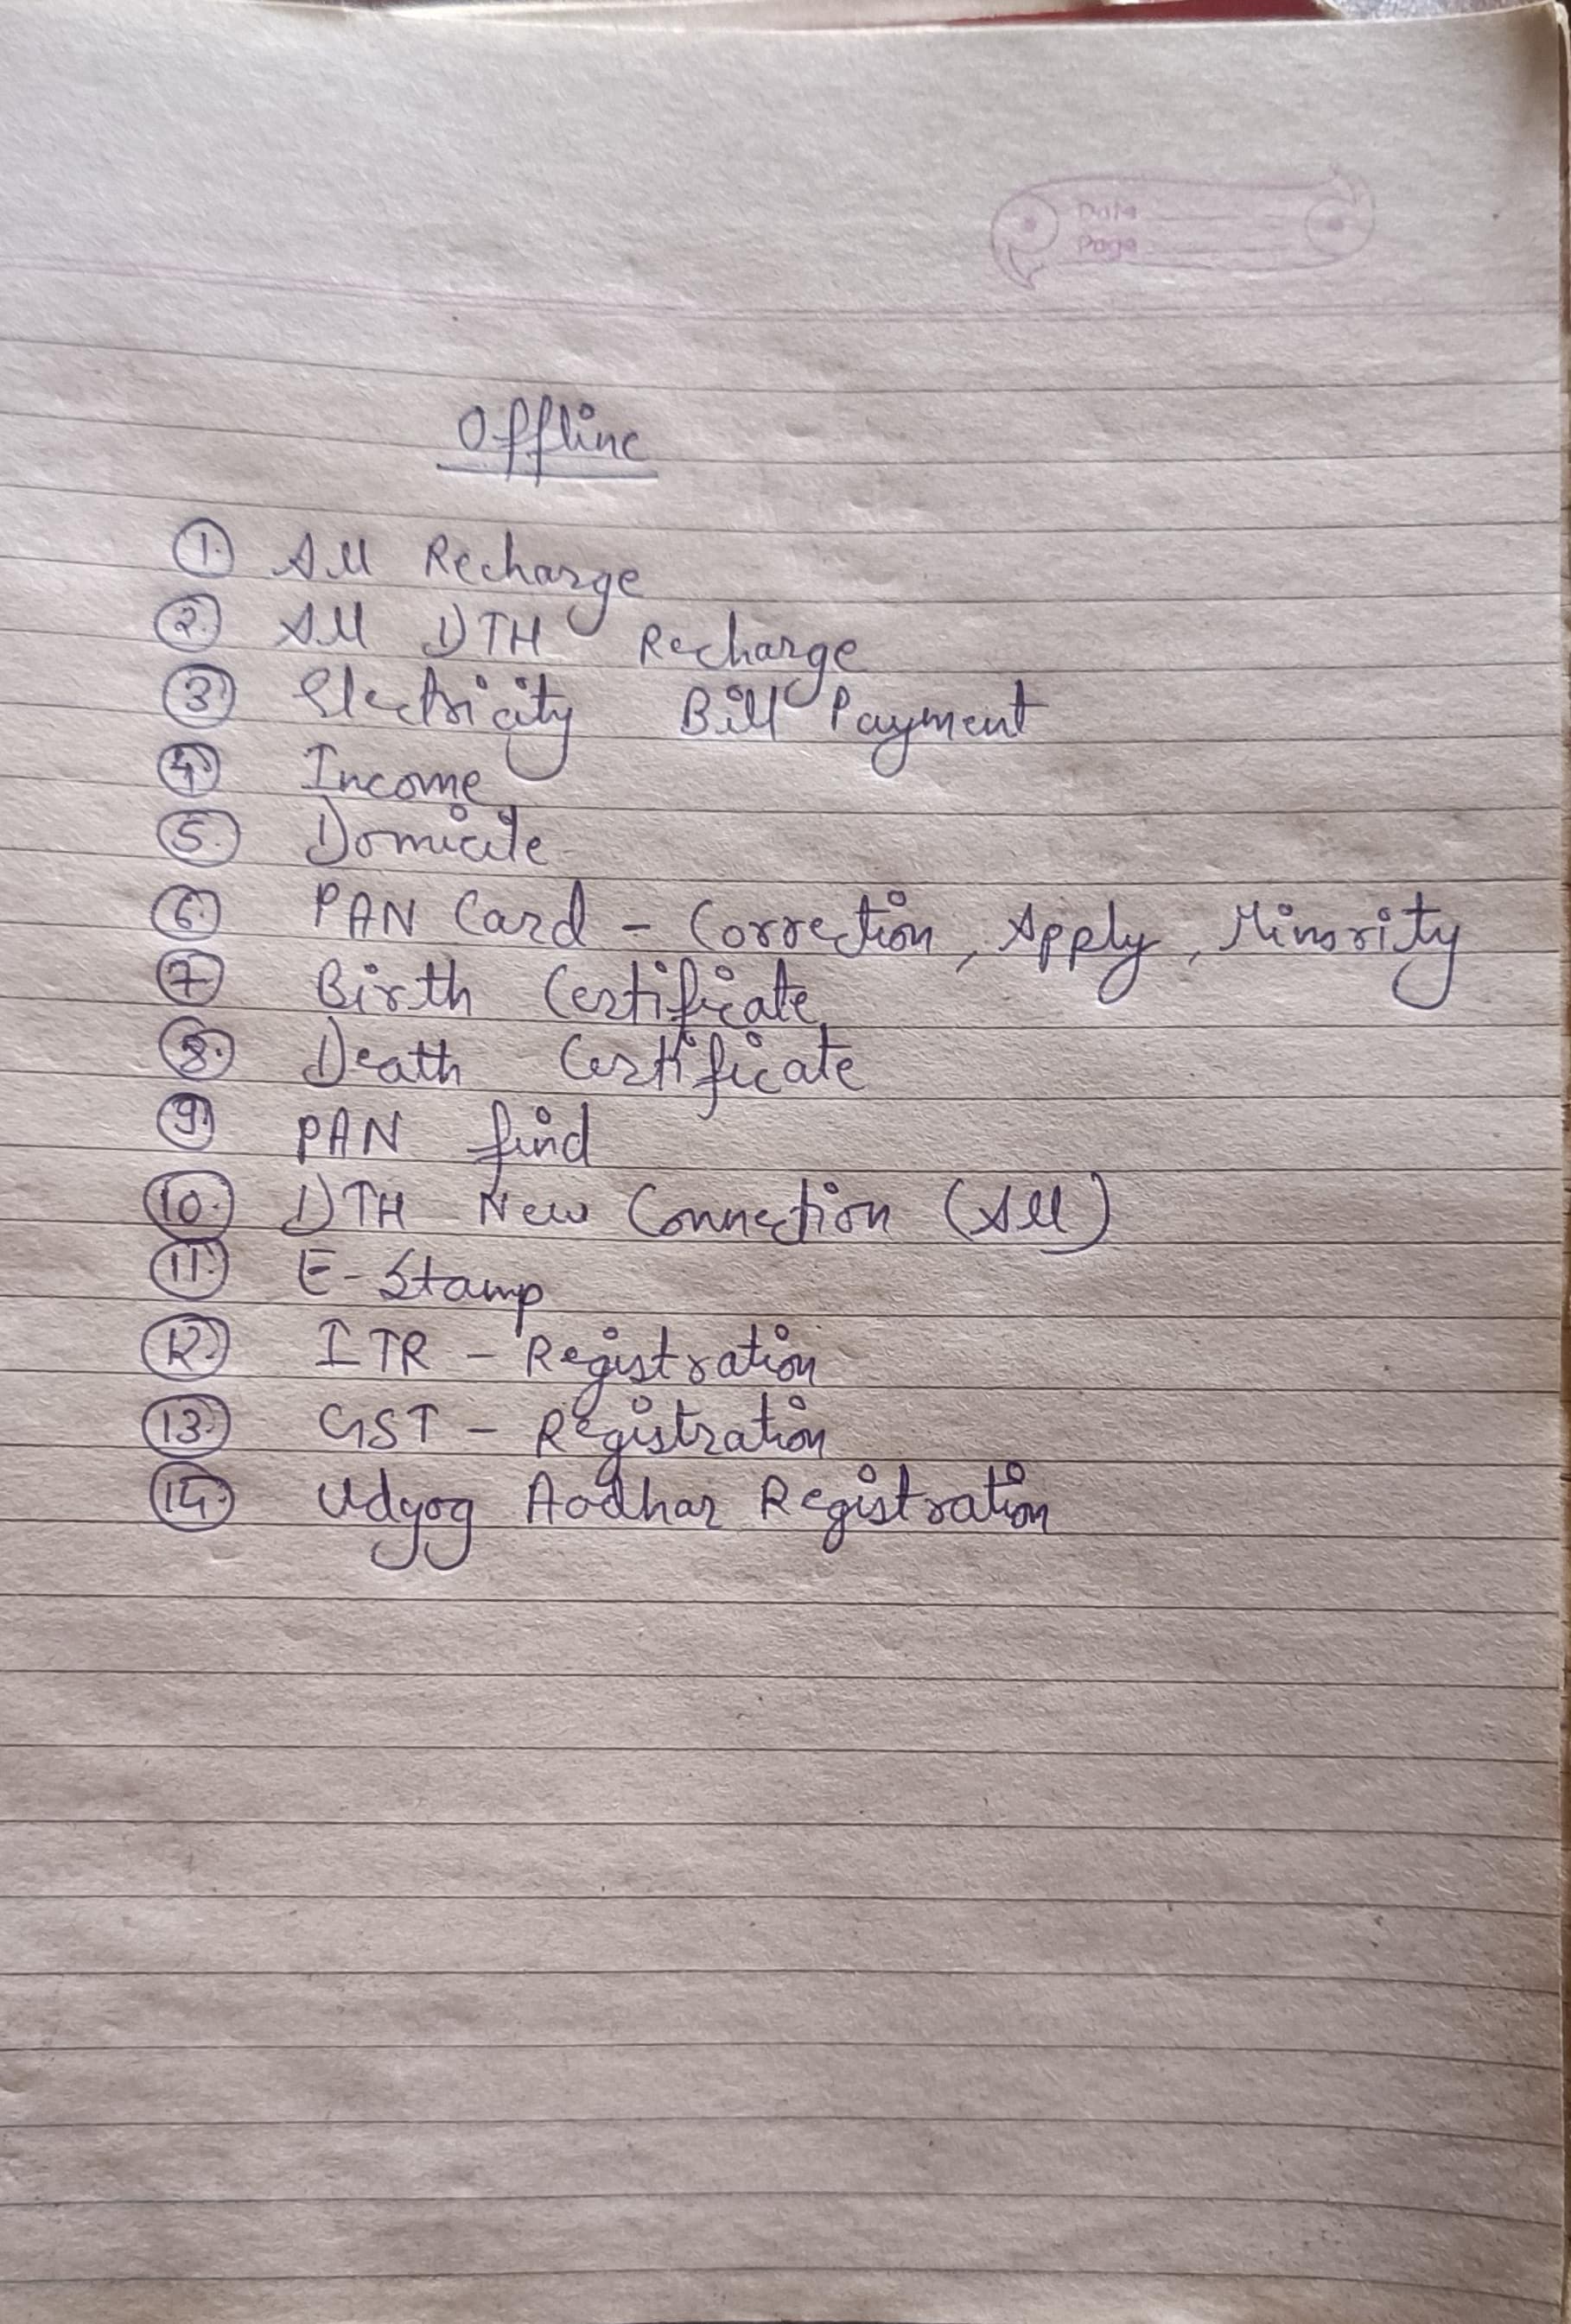 Date
Page
Offline
1. All Recharge
2. All DTH Recharge
3. Electricity Bill Payment
4. Income
5. Domicile
6. PAN Card - Correction, Apply, Minority
7. Birth Certificate
8. Death Certificate
9. PAN find
10. DTH New Connection (All)
11. E-Stamp
12. ITR - Registration
13. GST - Registration
14. Udyog Aadhar Registration